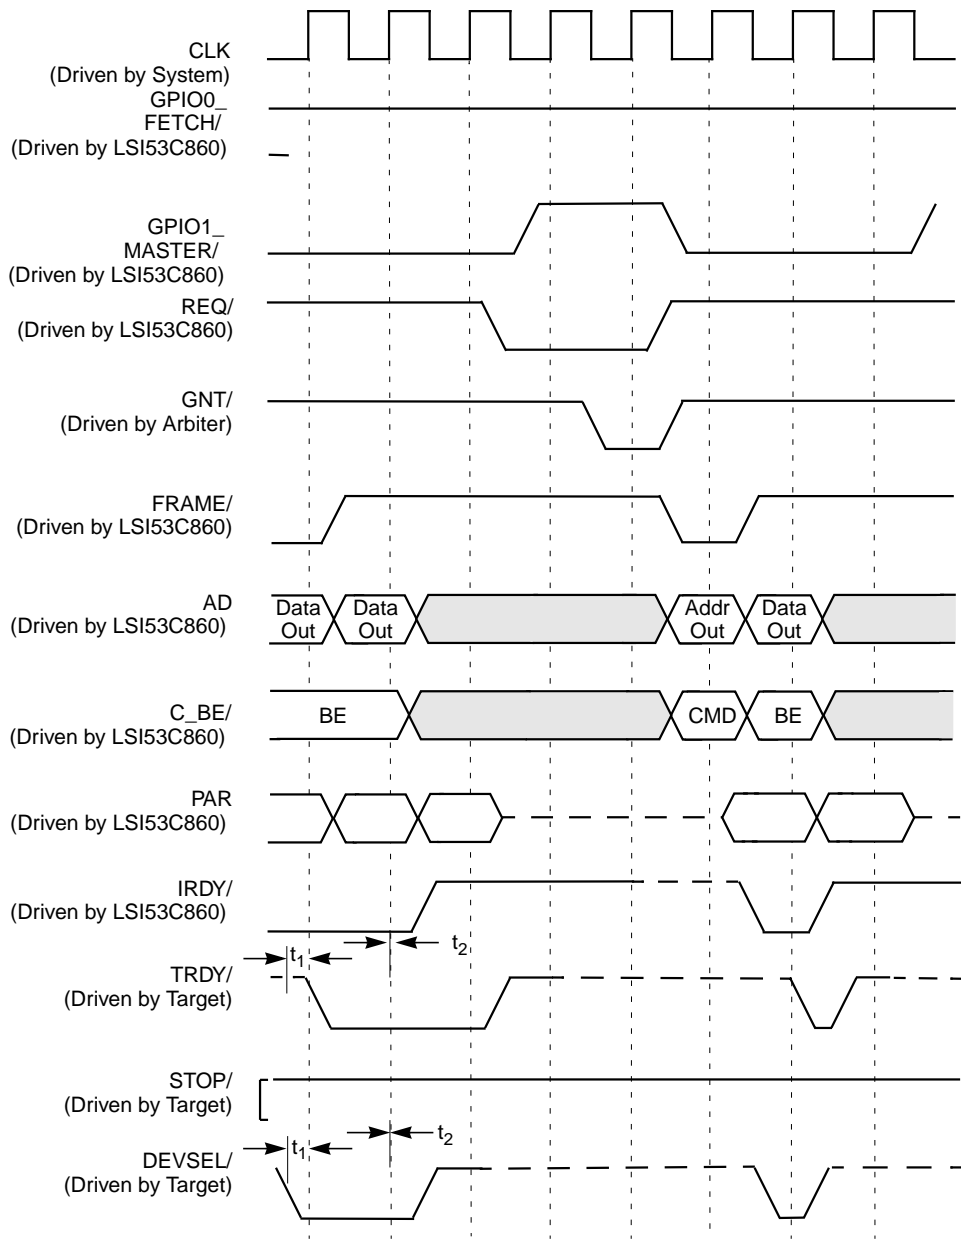 CLK
(Driven by System)
GPIO0_
FETCH/
(Driven by LSI53C860)
GPIO1_
MASTER/
(Driven by LSI53C860)
REQ/
(Driven by LSI53C860)
GNT/
(Driven by Arbiter)
FRAME/
(Driven by LSI53C860)
AD
(Driven by LSI53C860)
Data Out
Data Out
Addr Out
Data Out
C_BE/
(Driven by LSI53C860)
BE
CMD
BE
PAR
(Driven by LSI53C860)
IRDY/
(Driven by LSI53C860)
t1
t2
TRDY/
(Driven by Target)
STOP/
(Driven by Target)
t1
t2
DEVSEL/
(Driven by Target)